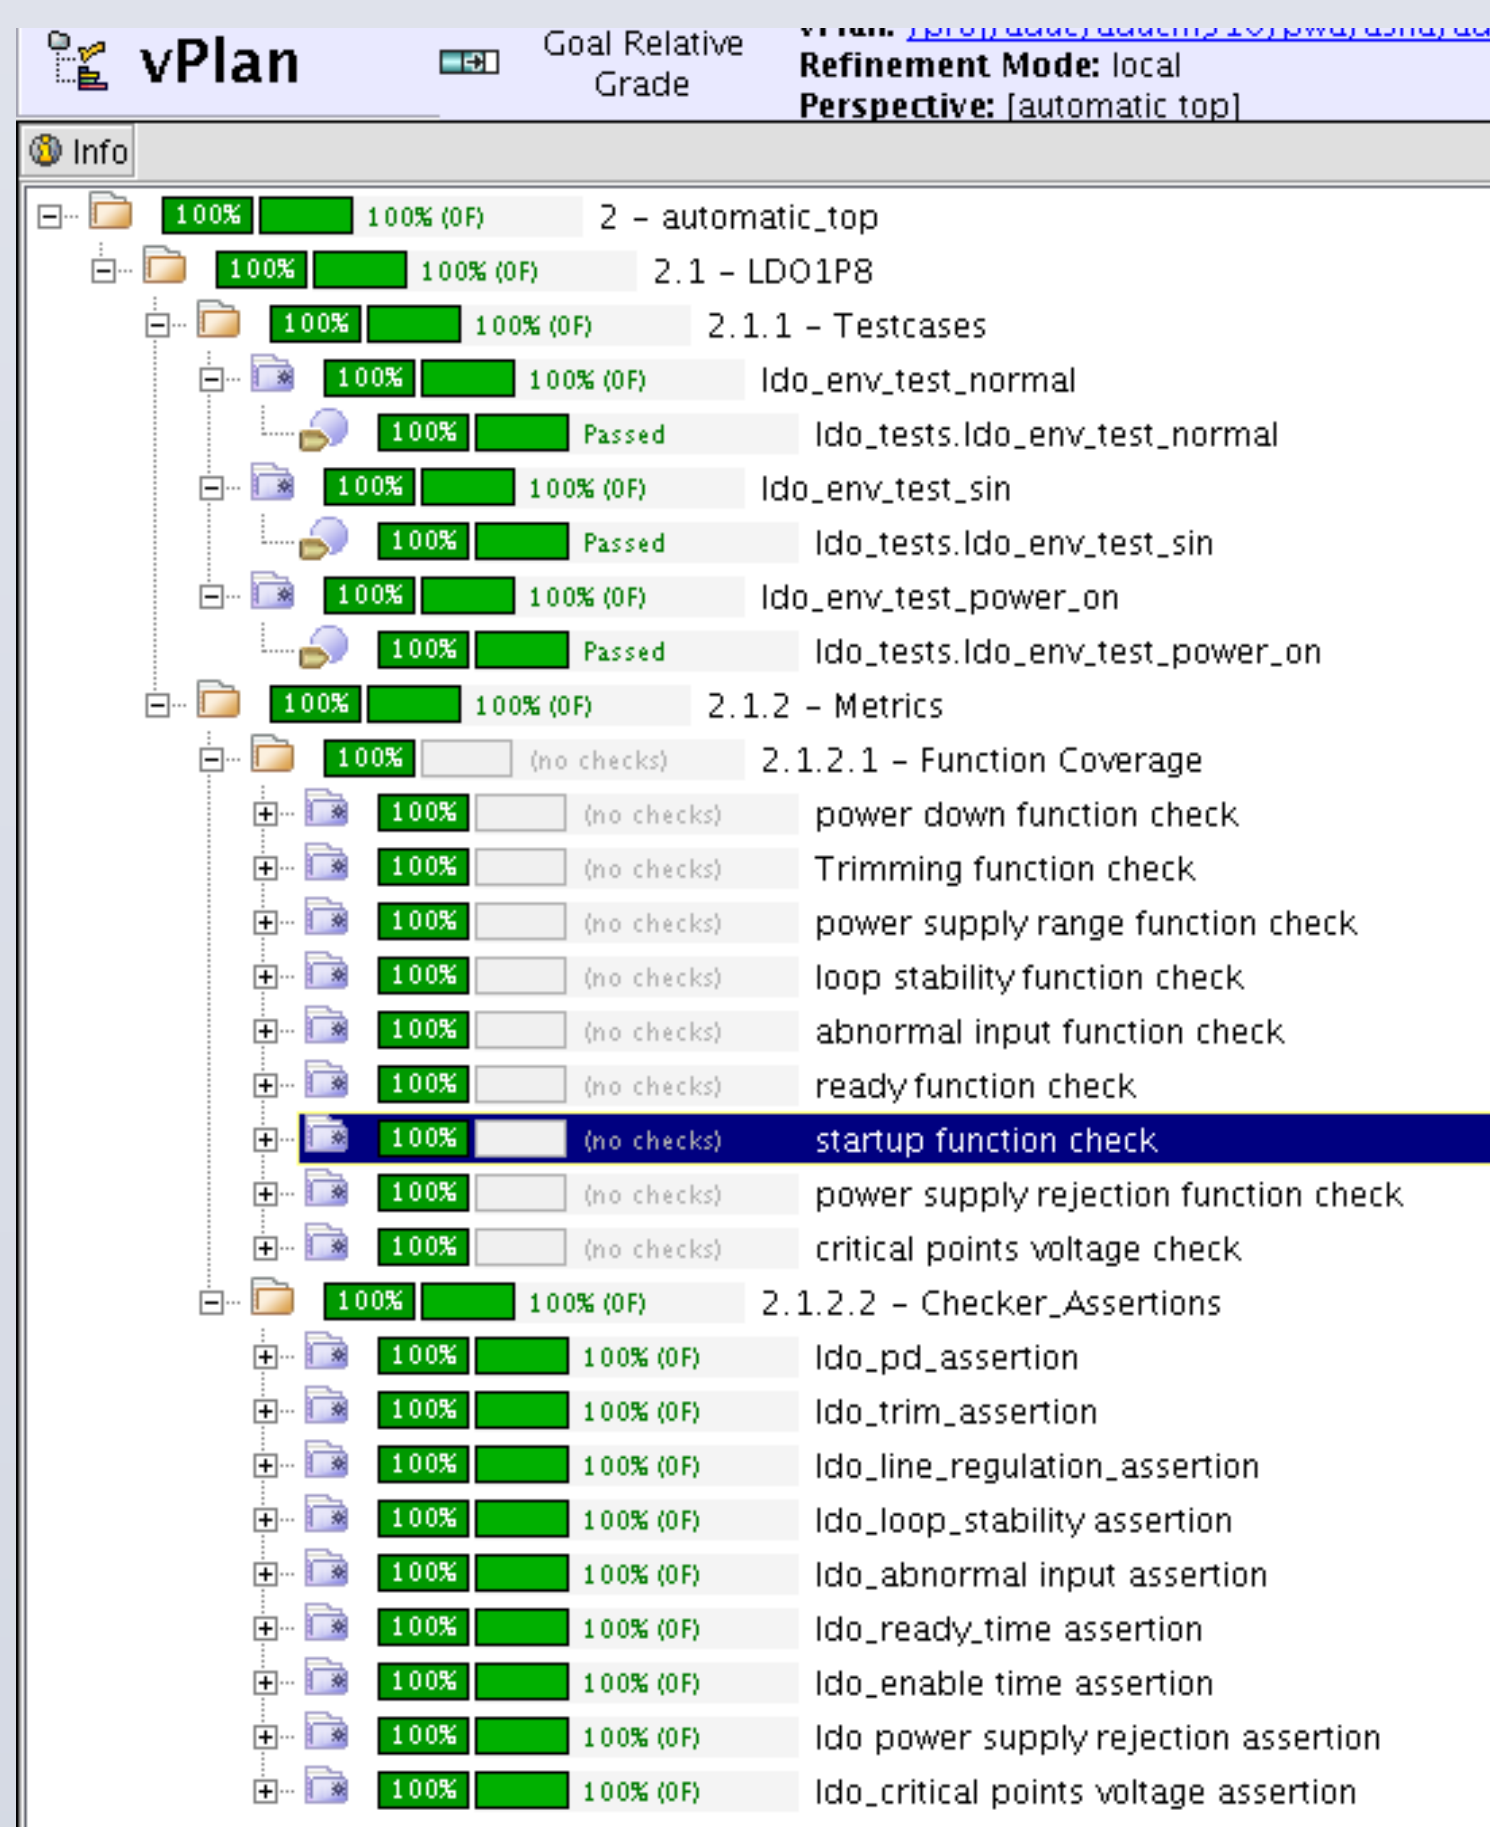 vPlan
Goal Relative
Grade
Refinement Mode: local
Perspective: [automatic top]
Info
100% 100% (0F) 2 – automatic_top
100% 100% (0F) 2.1 – LDO1P8
100% 100% (0F) 2.1.1 – Testcases
100% 100% (0F) ldo_env_test_normal
100% Passed ldo_tests.ldo_env_test_normal
100% 100% (0F) ldo_env_test_sin
100% Passed ldo_tests.ldo_env_test_sin
100% 100% (0F) ldo_env_test_power_on
100% Passed ldo_tests.ldo_env_test_power_on
100% 100% (0F) 2.1.2 – Metrics
100% (no checks) 2.1.2.1 – Function Coverage
100% (no checks) power down function check
100% (no checks) Trimming function check
100% (no checks) power supply range function check
100% (no checks) loop stability function check
100% (no checks) abnormal input function check
100% (no checks) ready function check
100% (no checks) startup function check
100% (no checks) power supply rejection function check
100% (no checks) critical points voltage check
100% 100% (0F) 2.1.2.2 – Checker_Assertions
100% 100% (0F) ldo_pd_assertion
100% 100% (0F) ldo_trim_assertion
100% 100% (0F) ldo_line_regulation_assertion
100% 100% (0F) ldo_loop_stability assertion
100% 100% (0F) ldo_abnormal input assertion
100% 100% (0F) ldo_ready_time assertion
100% 100% (0F) ldo_enable time assertion
100% 100% (0F) ldo power supply rejection assertion
100% 100% (0F) ldo_critical points voltage assertion